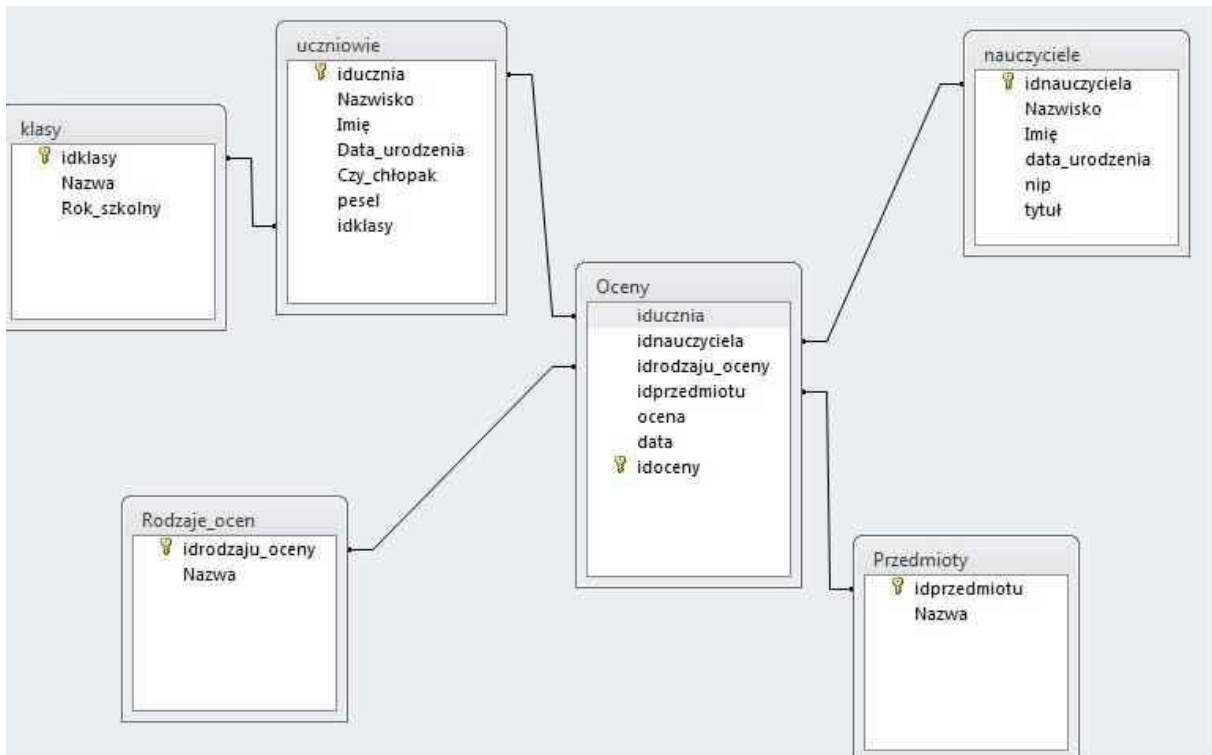 klasy
idklasy
Nazwa
Rok_szkolny
uczniowie
iducznia
Nazwisko
Imię
Data_urodzenia
Czy_chłopak
pesel
idklasy
Oceny
iducznia
idnauczyciela
idrodzaju_oceny
idprzedmiotu
ocena
data
idoceny
nauczyciele
idnauczyciela
Nazwisko
Imię
data_urodzenia
nip
tytuł
Rodzaje_ocen
idrodzaju_oceny
Nazwa
Przedmioty
idprzedmiotu
Nazwa